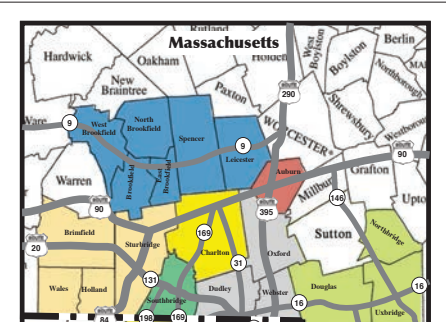 Rutland
Massachusetts
Berlin
Hardwick
Oakham
Holden
West
Boylston
Boylston
Northborough
New
Braintree
290
Paxton
Shrewsbury
MA
Ware
9
West
Brookfield
North
Brookfield
Spencer
WORCESTER
Westborough
9
Leicester
90
Brookfield
East
Brookfield
Auburn
Grafton
Warren
Millbury
146
Upto
90
395
Sutton
Northbridge
Brimfield
Sturbridge
169
Charlton
Oxford
20
31
131
Wales
Holland
Southbridge
Dudley
Webster
Douglas
16
16
Uxbridge
84
198
169